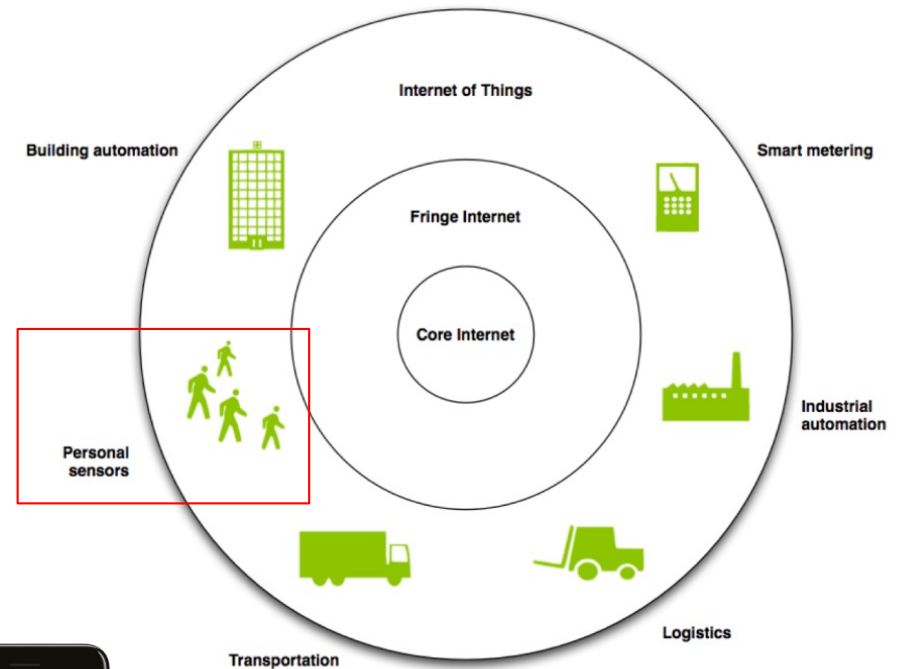 Internet of Things
Building automation
Smart metering
Fringe Internet
Core Internet
Personal
sensors
Industrial
automation
Logistics
Transportation